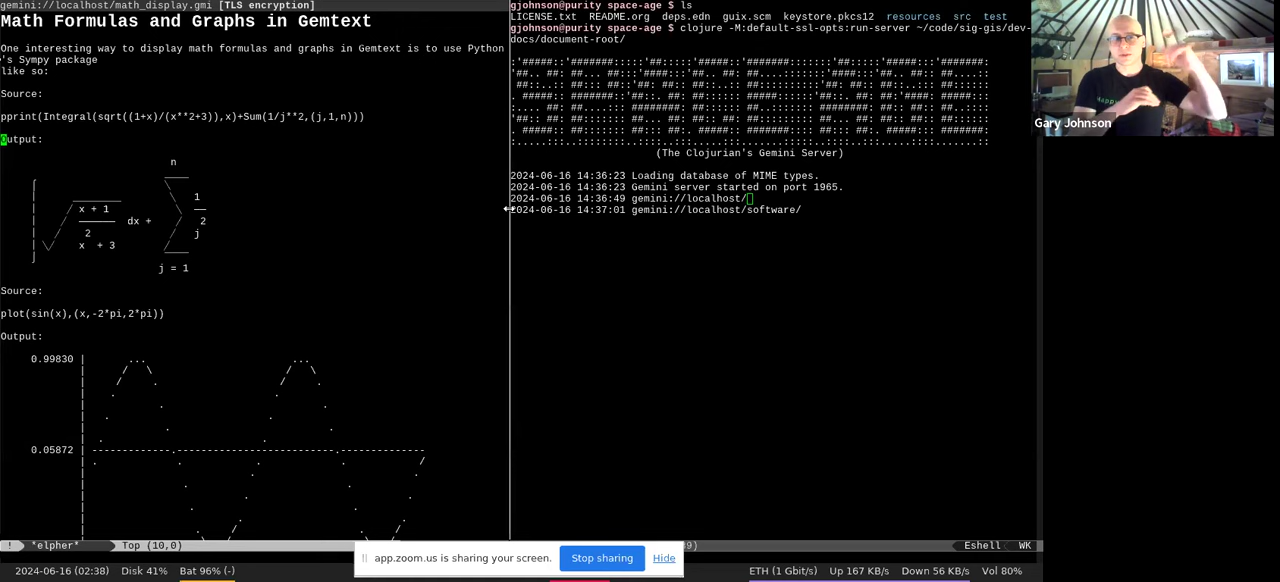 gemini://localhost/math_display.gmi [TLS encryption]
Math Formulas and Graphs in Gemtext
One interesting way to display math formulas and graphs in Gemtext is to use Python
's Sympy package
like so:
Source:
pprint(Integral(sqrt((1+x)/(x**2+3)),x)+Sum(1/j**2,(j,1,n)))
Output:
n
1
x + 1
dx +
2
2
j
x + 3
j = 1
Source:
plot(sin(x),(x,-2*pi,2*pi))
Output:
0.99830 |
0.05872 |
! *elpher* Top (10,0)
gjohnson@purity space-age $ ls
LICENSE.txt README.org deps.edn guix.scm keystore.pkcs12 resources src test
gjohnson@purity space-age $ clojure -M:default-ssl-opts:run-server ~/code/sig-gis/dev-
docs/document-root/
(The Clojurian's Gemini Server)
2024-06-16 14:36:23 Loading database of MIME types.
2024-06-16 14:36:23 Gemini server started on port 1965.
2024-06-16 14:36:49 gemini://localhost/
2024-06-16 14:37:01 gemini://localhost/software/
Eshell WK
Gary Johnson
app.zoom.us is sharing your screen. Stop sharing Hide
2024-06-16 (02:38) Disk 41% Bat 96% (-) ETH (1 Gbit/s) Up 167 KB/s Down 56 KB/s Vol 80%